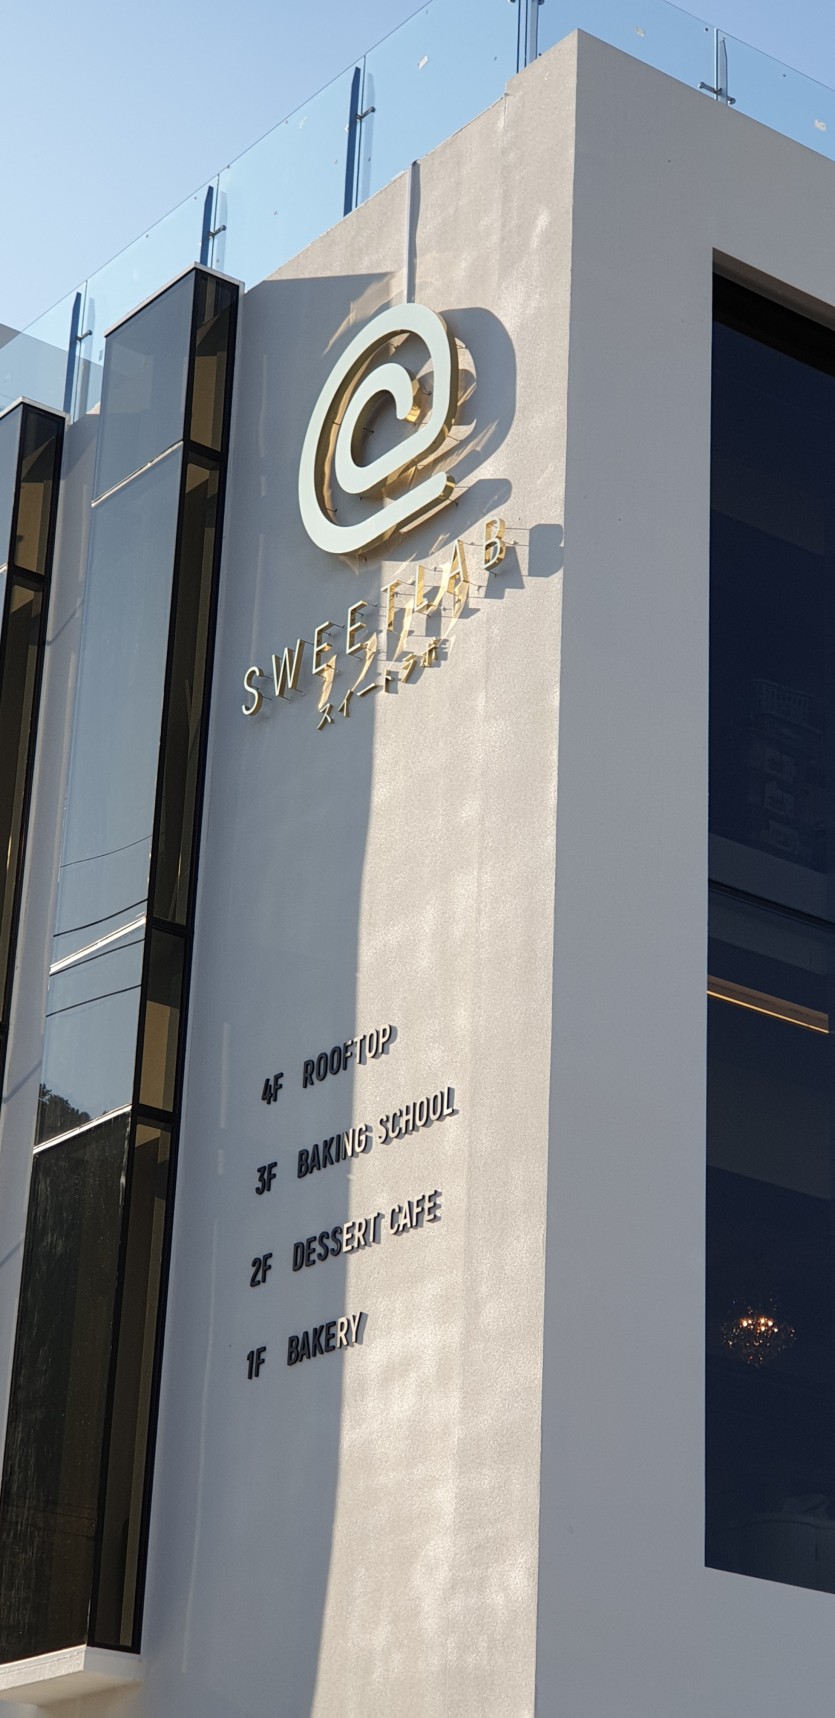 SWEETLAB
スイートラボ
4F ROOFTOP
3F BAKING SCHOOL
2F DESSERT CAFE
1F BAKERY